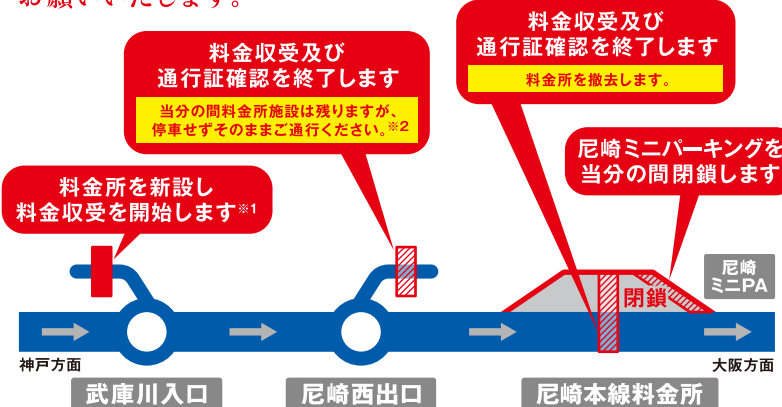 お願いいたします。
料金収受及び
通行証確認を終了します
料金所を撤去します。
料金収受及び
通行証確認を終了します
当分の間料金所施設は残りますが、
停車せずそのままご通行ください。※2
尼崎ミニパーキングを
当分の間閉鎖します
料金所を新設し
料金収受を開始します※1
尼崎
ミニPA
閉鎖
神戸方面
大阪方面
武庫川入口
尼崎西出口
尼崎本線料金所